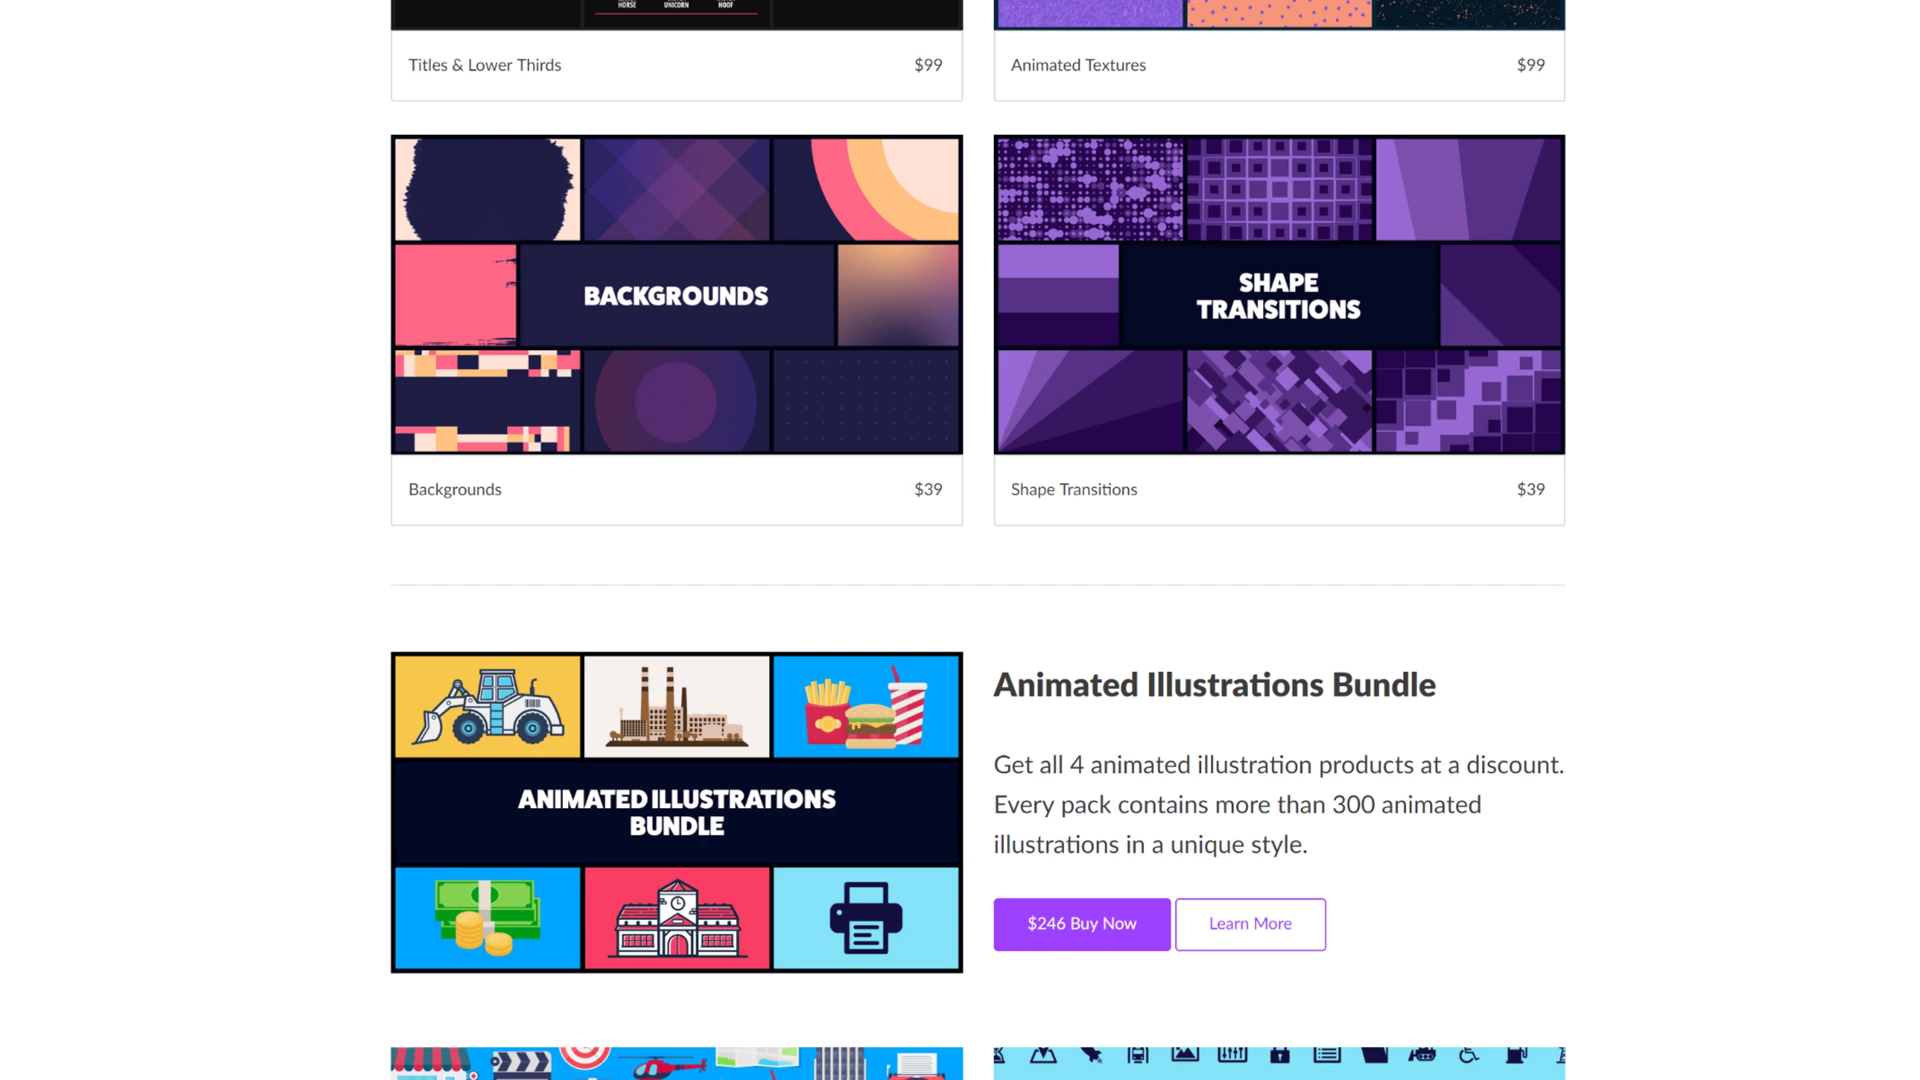 HORSE UNICORN HOOF
Titles & Lower Thirds $99
Animated Textures $99
BACKGROUNDS
SHAPE
TRANSITIONS
Backgrounds $39
Shape Transitions $39
ANIMATED ILLUSTRATIONS
BUNDLE
Animated Illustrations Bundle
Get all 4 animated illustration products at a discount.
Every pack contains more than 300 animated
illustrations in a unique style.
$246 Buy Now
Learn More